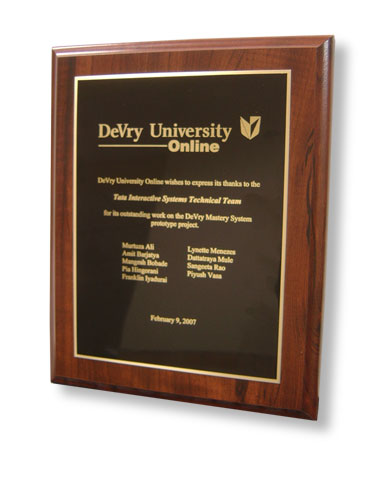 DeVry University
Online
DeVry University Online wishes to express its thanks to the
Tata Interactive Systems Technical Team
for its outstanding work on the DeVry Mastery System
prototype project.
Murtuza Ali
Amit Barjatya
Mangesh Bobade
Pia Hingorani
Franklin Iyadurai
Lynette Menezes
Dattatraya Mule
Sangeeta Rao
Piyush Vasa
February 9, 2007